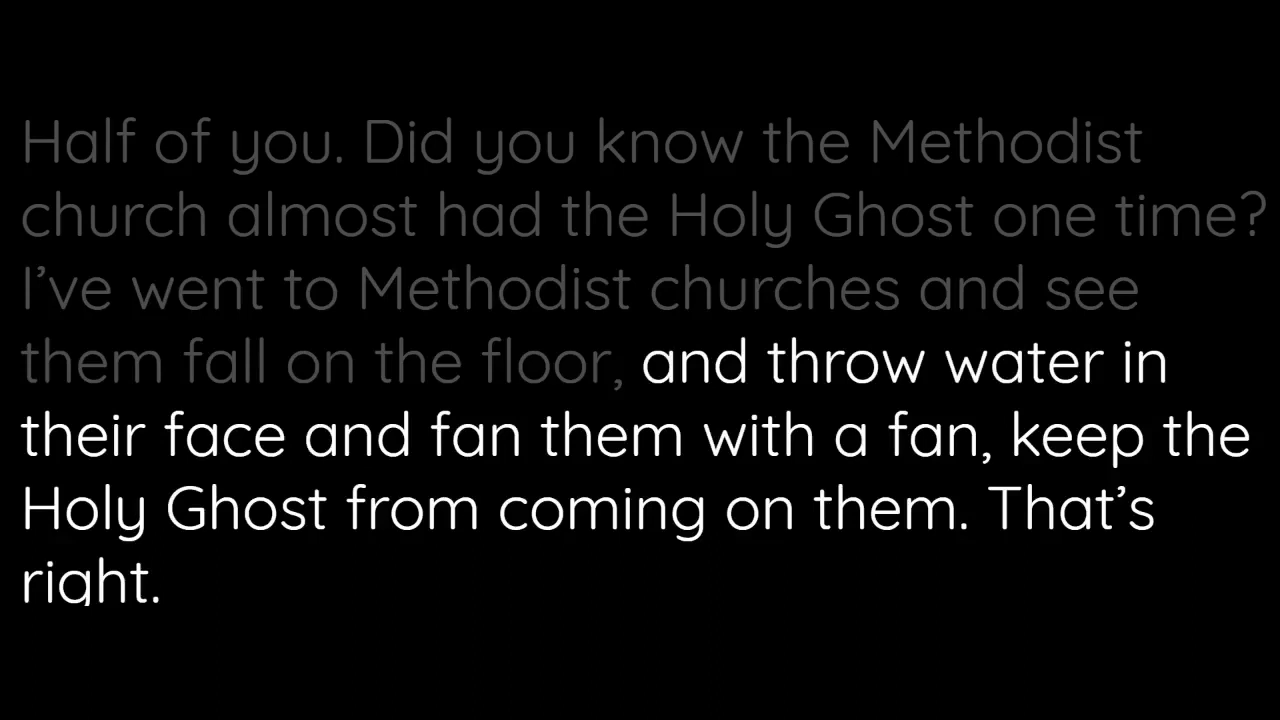 Half of you. Did you know the Methodist
church almost had the Holy Ghost one time?
I’ve went to Methodist churches and see
them fall on the floor, and throw water in
their face and fan them with a fan, keep the
Holy Ghost from coming on them. That’s
right.